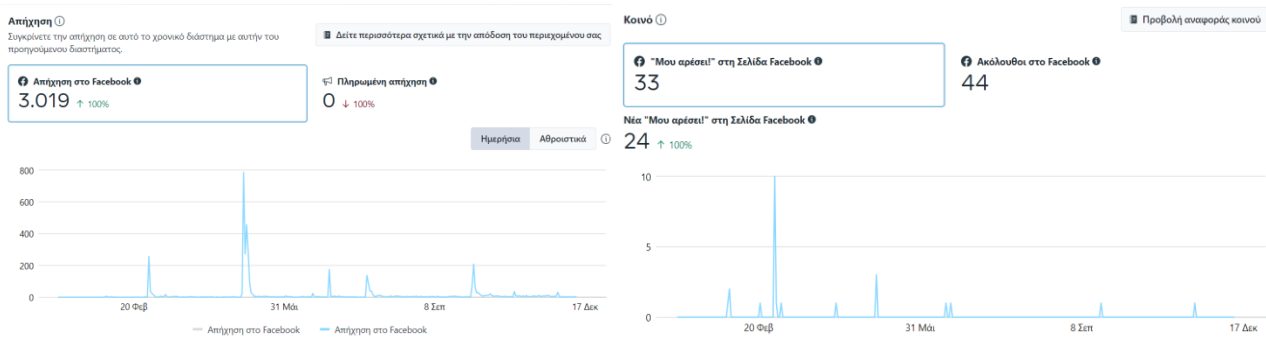 Απήχηση
Συγκρίνετε την απήχηση σε αυτό το χρονικό διάστημα με αυτήν του
προηγούμενου διαστήματος.
Δείτε περισσότερα σχετικά με την απόδοση του περιεχομένου σας
Απήχηση στο Facebook
3.019 ↑ 100%
Πληρωμένη απήχηση
0 ↓ 100%
Ημερήσια Αθροιστικά
800
600
400
200
0
20 Φεβ 31 Μάι 8 Σεπ 17 Δεκ
Απήχηση στο Facebook Απήχηση στο Facebook
Κοινό
Προβολή αναφοράς κοινού
"Μου αρέσει!" στη Σελίδα Facebook
33
Ακόλουθοι στο Facebook
44
Νέα "Μου αρέσει!" στη Σελίδα Facebook
24 ↑ 100%
10
5
0
20 Φεβ 31 Μάι 8 Σεπ 17 Δεκ